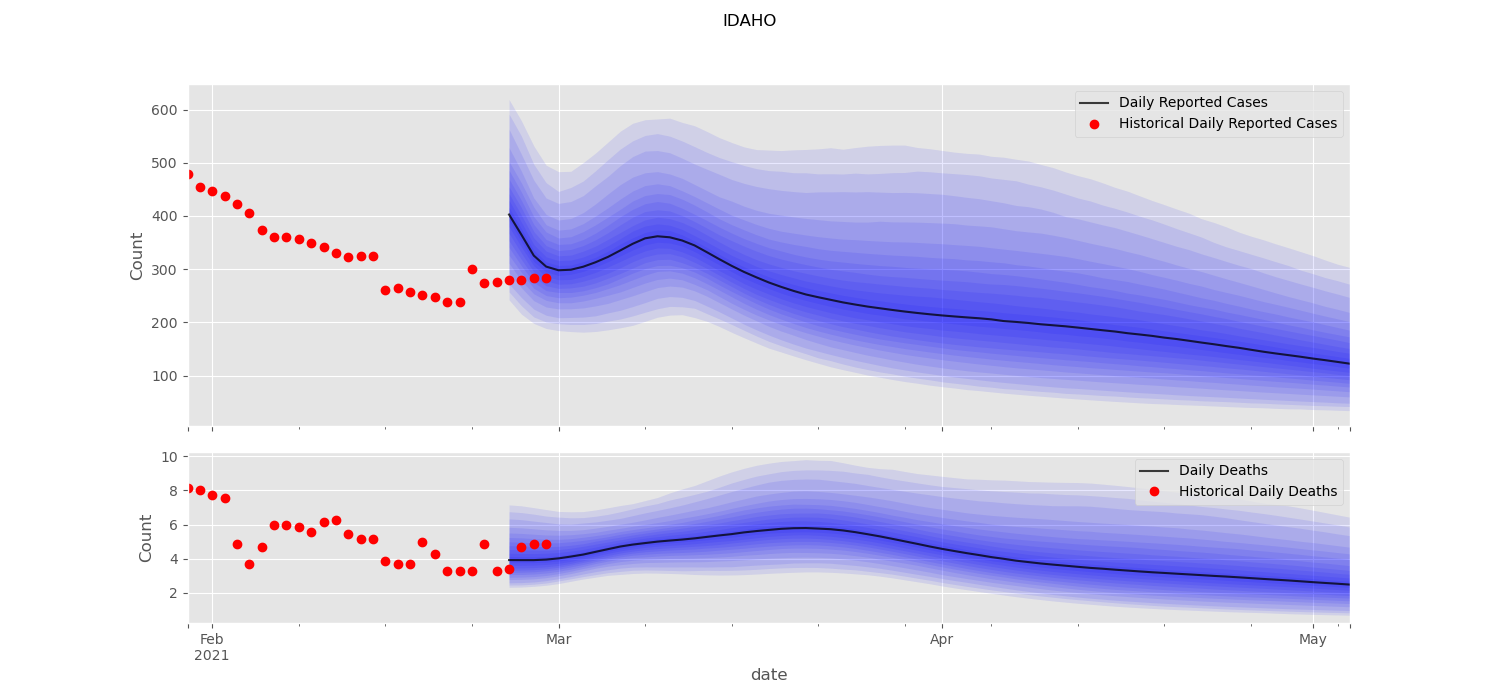 IDAHO
Daily Reported Cases
Historical Daily Reported Cases
600
500
400
300
200
100
Count
Daily Deaths
Historical Daily Deaths
10
8
6
4
2
Count
Feb
2021
Mar
Apr
May
date